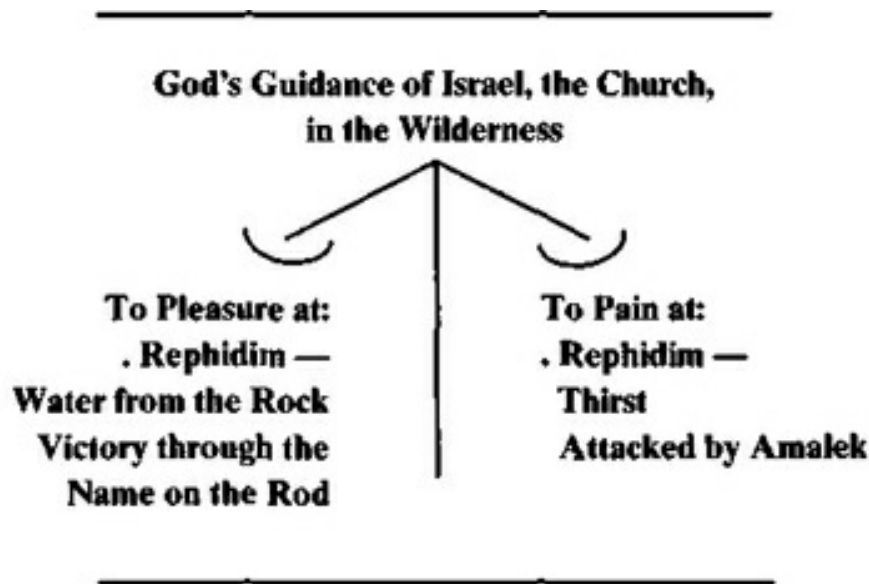 God's Guidance of Israel, the Church,
in the Wilderness
To Pleasure at:
. Rephidim —
Water from the Rock
Victory through the
Name on the Rod
To Pain at:
. Rephidim —
Thirst
Attacked by Amalek